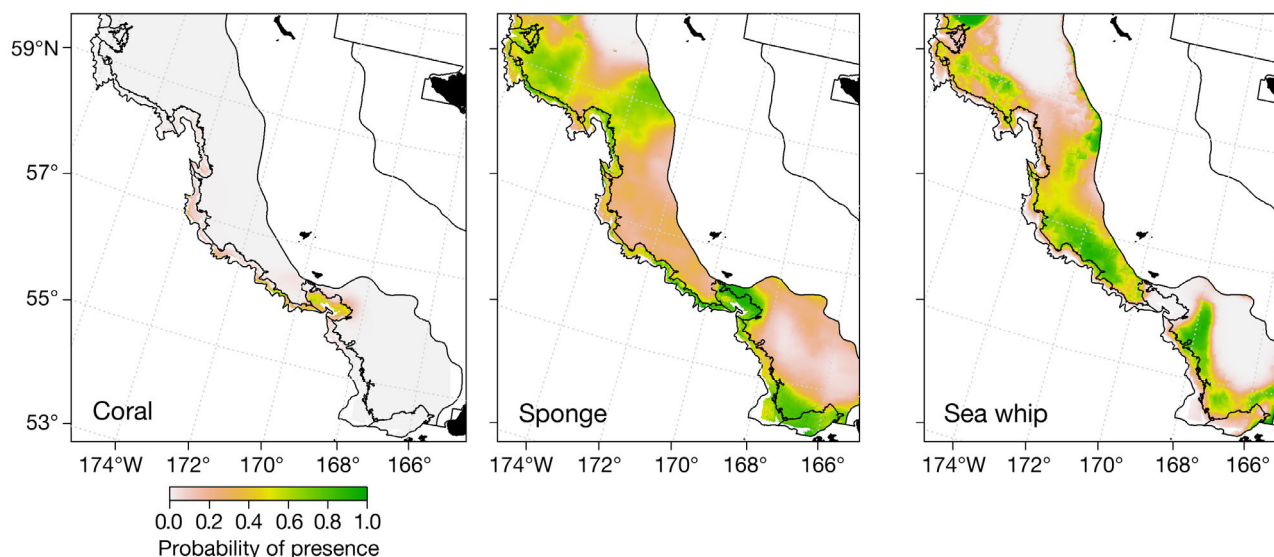 59°N
57°
55°
53°
Coral
Sponge
Sea whip
174°W 172° 170° 168° 166°
174°W 172° 170° 168° 166°
174°W 172° 170° 168° 166°
0.0 0.2 0.4 0.6 0.8 1.0
Probability of presence